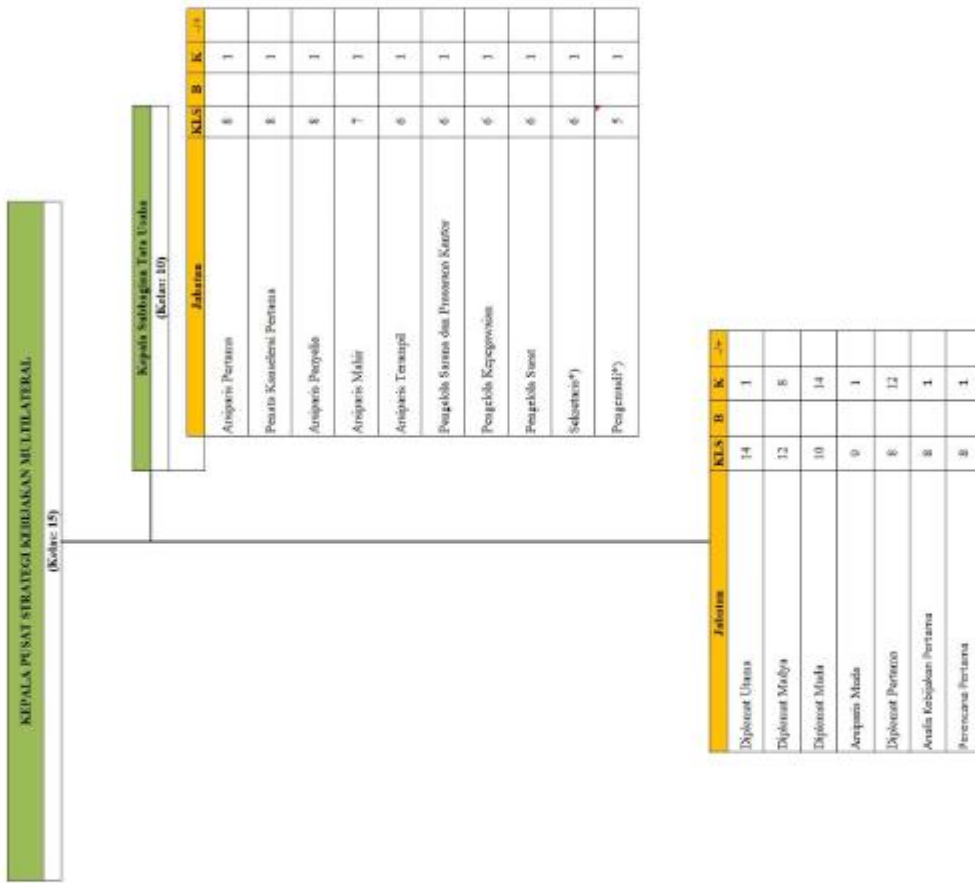 KEPALA PUSAT STRATEGI KEBIJAKAN MULTILATERAL
(Kelas: 15)
Kepala Subbagian Tata Usaha
(Kelas: 10)
Jabatan KLS B K -/+
Arsiparis Pertama 8 1
Penata Kanselerai Pertama 8 1
Arsiparis Penyelia 8 1
Arsiparis Mahir 7 1
Arsiparis Terampil 6 1
Pengelola Sarana dan Prasarana Kantor 6 1
Pengelola Kepegawaian 6 1
Pengelola Surat 6 1
Sekretaris*) 6 1
Pengemudi*) 5 1
Jabatan KLS B K -/+
Diplomat Utama 14 1
Diplomat Madya 12 8
Diplomat Muda 10 14
Arsiparis Muda 1
Diplomat Pertama 8 12
Analis Kebijakan Pertama 8 1
Perencana Pertama 8 1